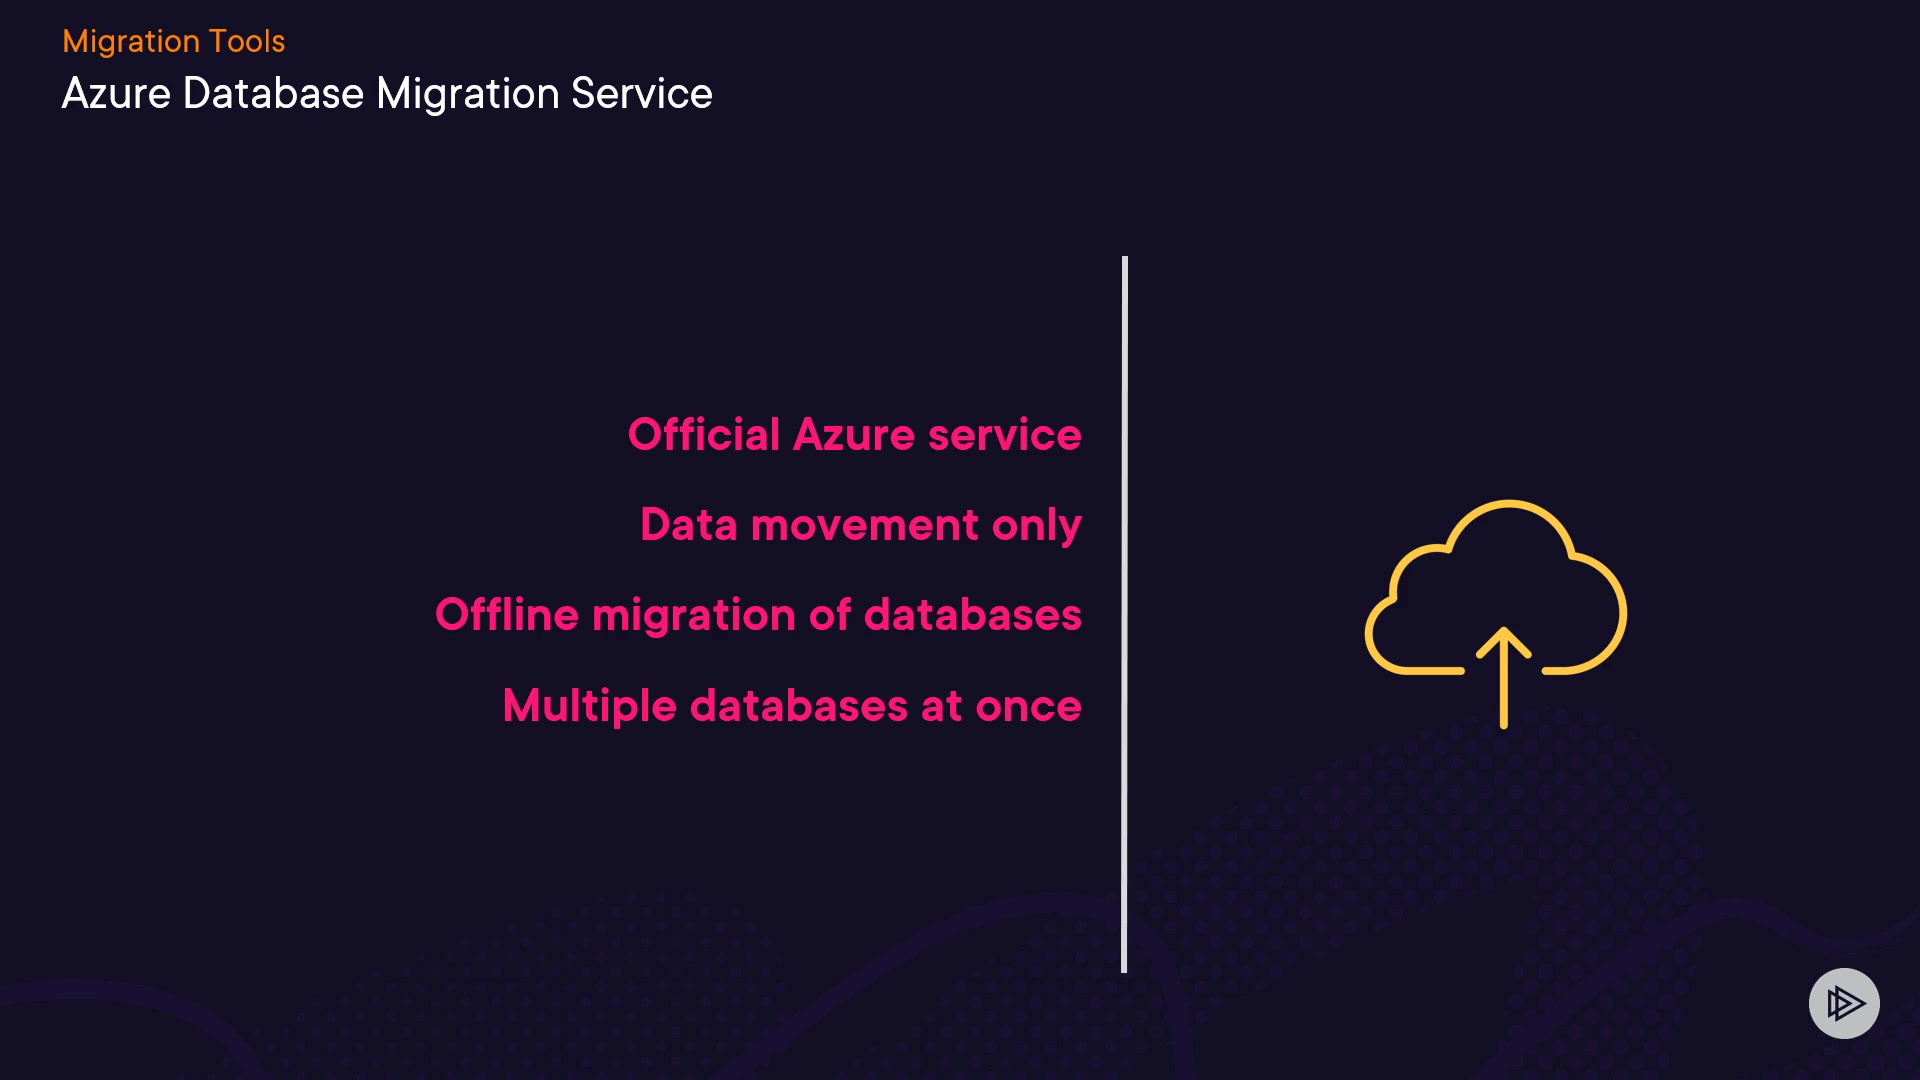 Migration Tools
Azure Database Migration Service
Official Azure service
Data movement only
Offline migration of databases
Multiple databases at once